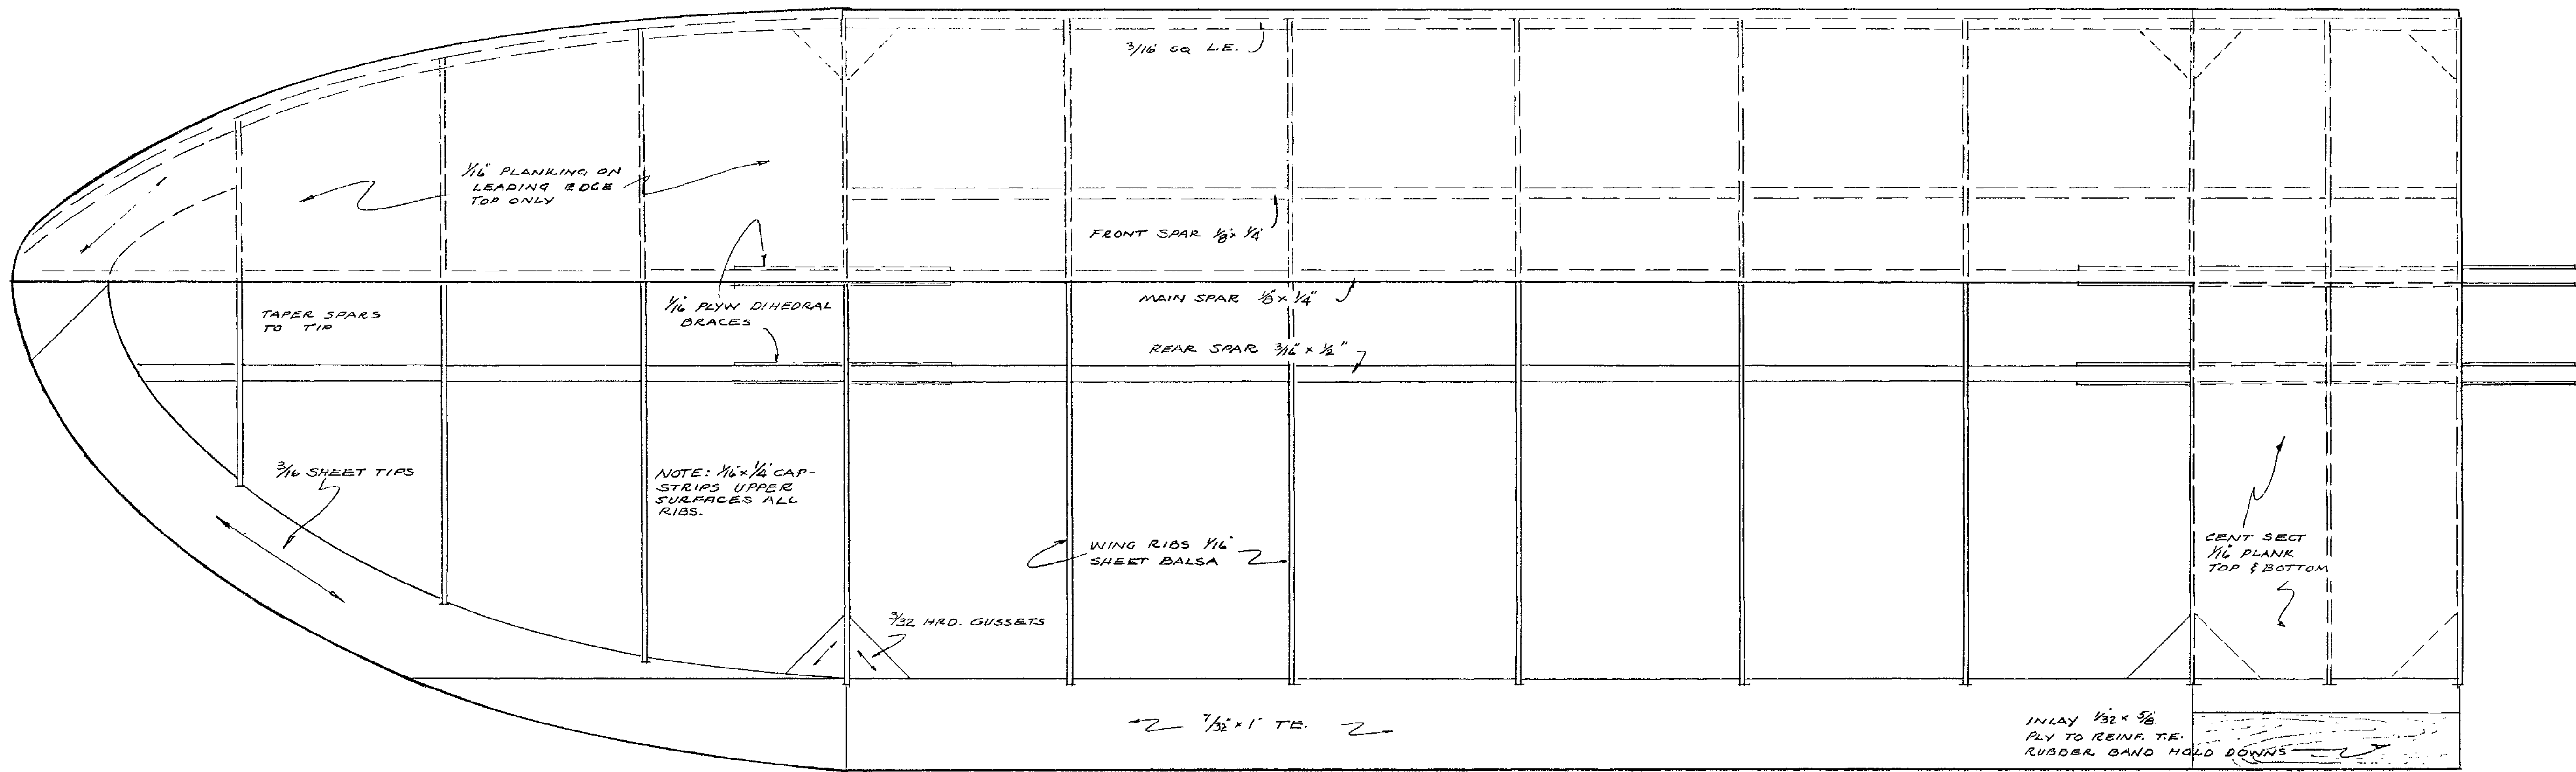 3/16 SQ L.E.
1/16" PLANKING ON
LEADING EDGE
TOP ONLY
FRONT SPAR 1/8 x 1/4
MAIN SPAR 1/8 x 1/4"
1/16 PLYW DIHEDRAL
BRACES
TAPER SPARS
TO TIP
REAR SPAR 3/16 x 1/2"
3/16 SHEET TIPS
NOTE: 1/16 x 1/4 CAP-
STRIPS UPPER
SURFACES ALL
RIBS.
WING RIBS 1/16"
SHEET BALSA
CENT SECT
1/16 PLANK
TOP & BOTTOM
3/32 HRD. GUSSETS
7/32" x 1" TE.
INLAY 1/32 x 5/8
PLY TO REINF. T.E.
RUBBER BAND HOLD DOWNS